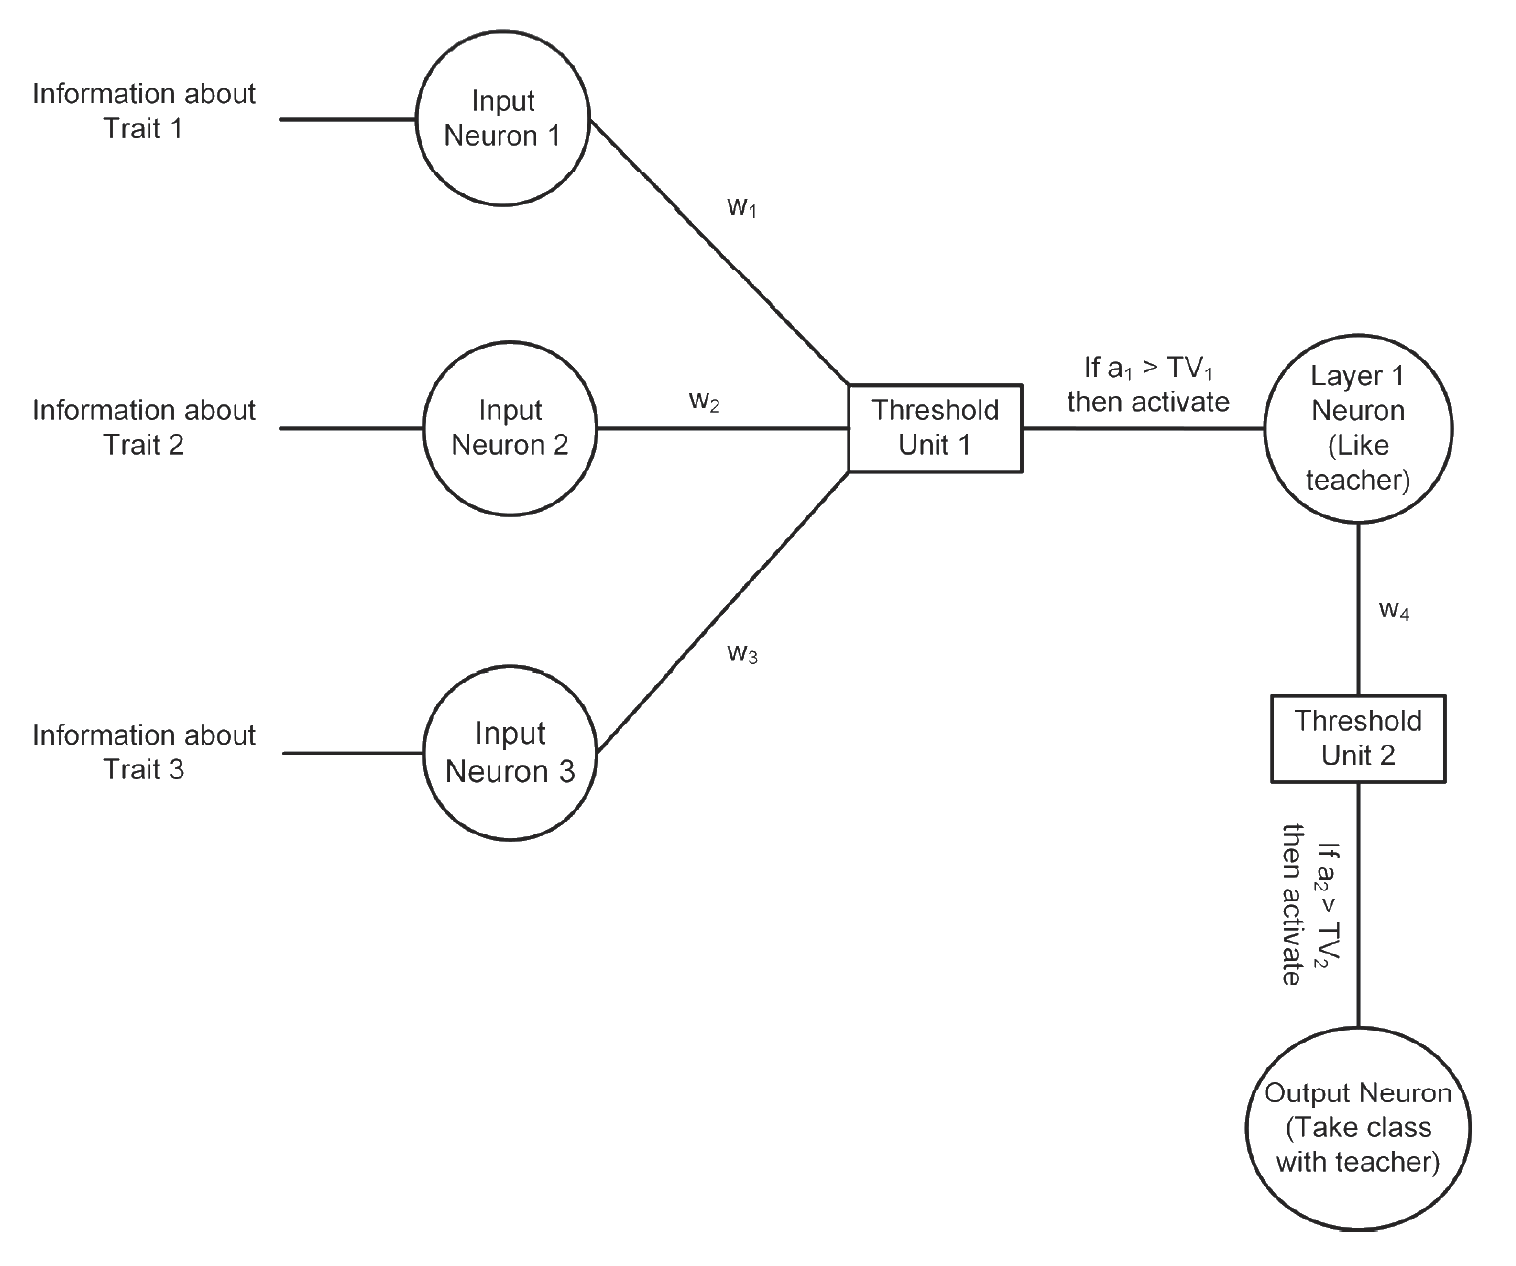 Information about
Trait 1
Input
Neuron 1
w₁
Information about
Trait 2
Input
Neuron 2
w₂
Threshold
Unit 1
If a₁ > TV₁
then activate
Layer 1
Neuron
(Like
teacher)
Information about
Trait 3
Input
Neuron 3
w₃
w₄
Threshold
Unit 2
If a₂ > TV₂
then activate
Output Neuron
(Take class
with teacher)